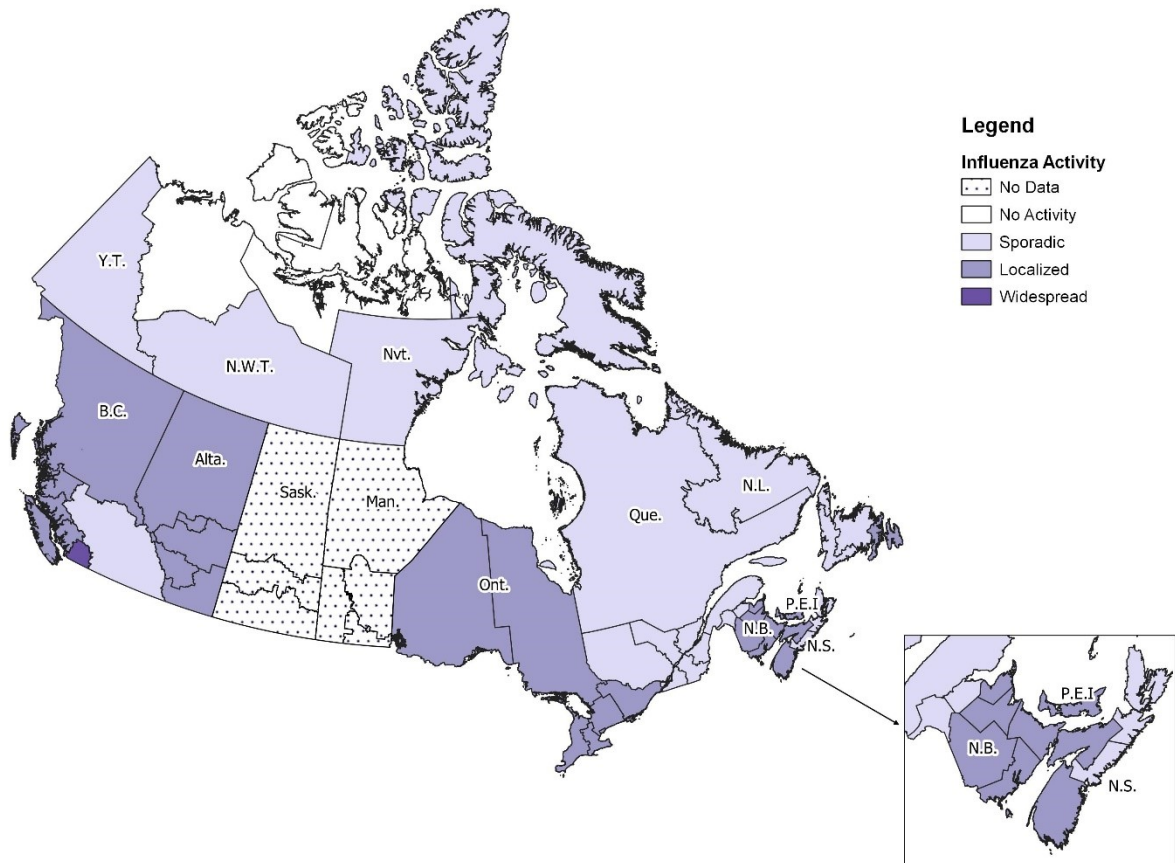 Legend
Influenza Activity
No Data
No Activity
Sporadic
Localized
Widespread
Y.T.
N.W.T.
Nvt.
B.C.
Alta.
Sask.
Man.
Ont.
Que.
N.L.
P.E.I
N.B.
N.S.
P.E.I
N.B.
N.S.